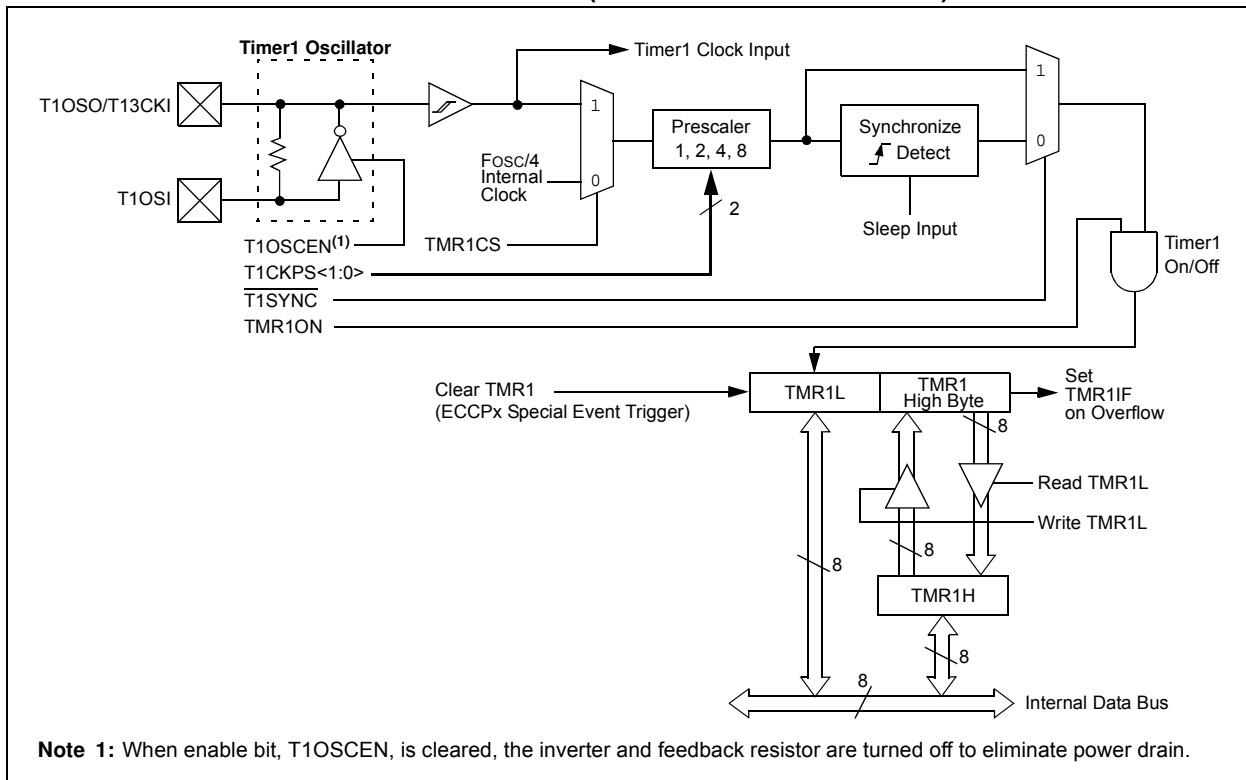 Timer1 Oscillator
Timer1 Clock Input
T1OSO/T13CKI
1
1
Prescaler
1, 2, 4, 8
Synchronize
Detect
0
FOSC/4
Internal
Clock
0
T1OSI
2
Sleep Input
T1OSCEN(1)
TMR1CS
Timer1
On/Off
T1CKPS<1:0>
T1SYNC
TMR1ON
Clear TMR1
(ECCPx Special Event Trigger)
TMR1L
TMR1
High Byte
Set
TMR1IF
on Overflow
8
Read TMR1L
Write TMR1L
8
8
TMR1H
8
8
Internal Data Bus
Note 1: When enable bit, T1OSCEN, is cleared, the inverter and feedback resistor are turned off to eliminate power drain.